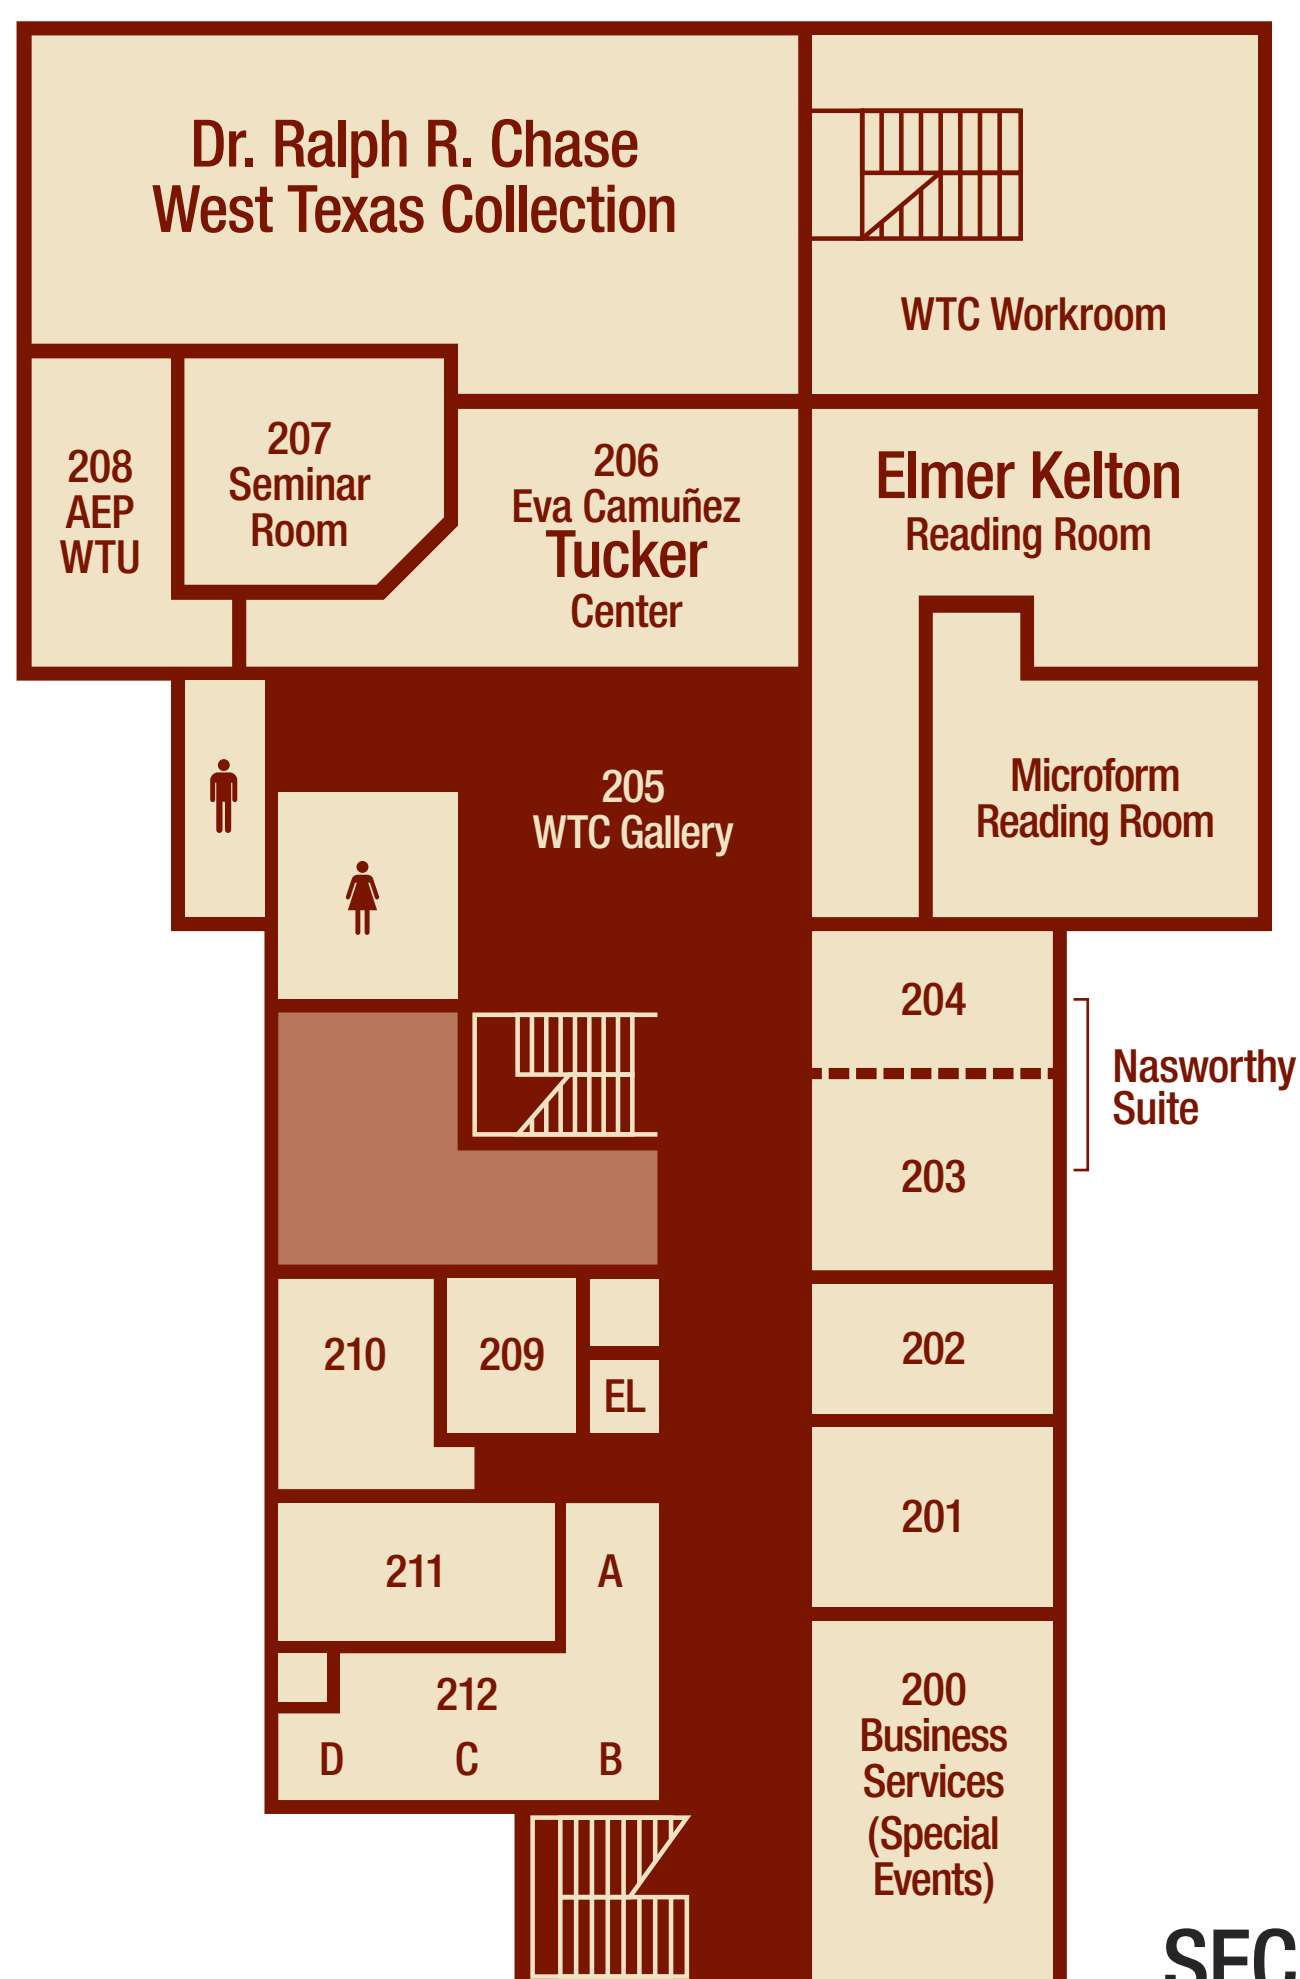 Dr. Ralph R. Chase
West Texas Collection
WTC Workroom
208
AEP
WTU
207
Seminar
Room
206
Eva Camuñez
Tucker
Center
Elmer Kelton
Reading Room
205
WTC Gallery
Microform
Reading Room
204
Nasworthy
Suite
203
210
209
EL
202
211
A
201
212
D
C
B
200
Business
Services
(Special
Events)